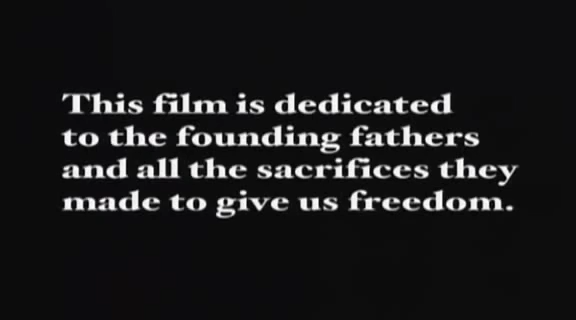 This film is dedicated
to the founding fathers
and all the sacrifices they
made to give us freedom.